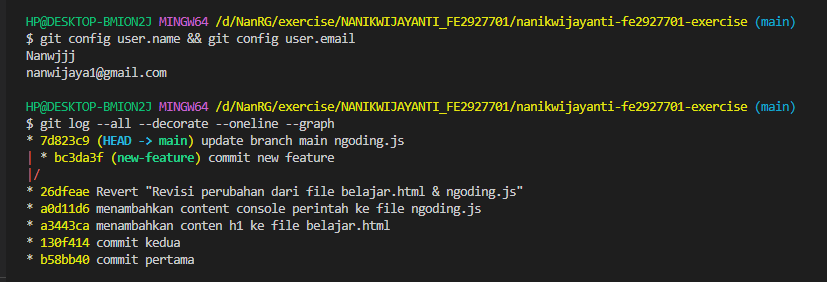 HP@DESKTOP-BMION2J MINGW64 /d/NanRG/exercise/NANIKWIJAYANTI_FE2927701/nanikwijayanti-fe2927701-exercise (main)
$ git config user.name && git config user.email
Nanwjjj
nanwijaya1@gmail.com
HP@DESKTOP-BMION2J MINGW64 /d/NanRG/exercise/NANIKWIJAYANTI_FE2927701/nanikwijayanti-fe2927701-exercise (main)
$ git log --all --decorate --oneline --graph
* 7d823c9 (HEAD -> main) update branch main ngoding.js
| * bc3da3f (new-feature) commit new feature
|/
* 26dfeae Revert "Revisi perubahan dari file belajar.html & ngoding.js"
* a0d11d6 menambahkan content console perintah ke file ngoding.js
* a3443ca menambahkan conten h1 ke file belajar.html
* 130f414 commit kedua
* b58bb40 commit pertama